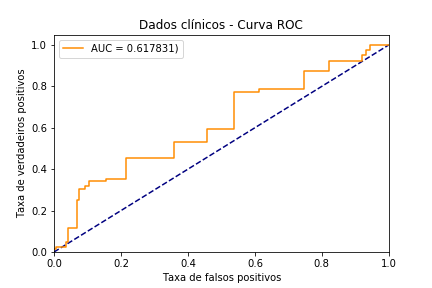 Dados clínicos - Curva ROC
AUC = 0.617831)
Taxa de verdadeiros positivos
1.0
0.8
0.6
0.4
0.2
0.0
0.0 0.2 0.4 0.6 0.8 1.0
Taxa de falsos positivos